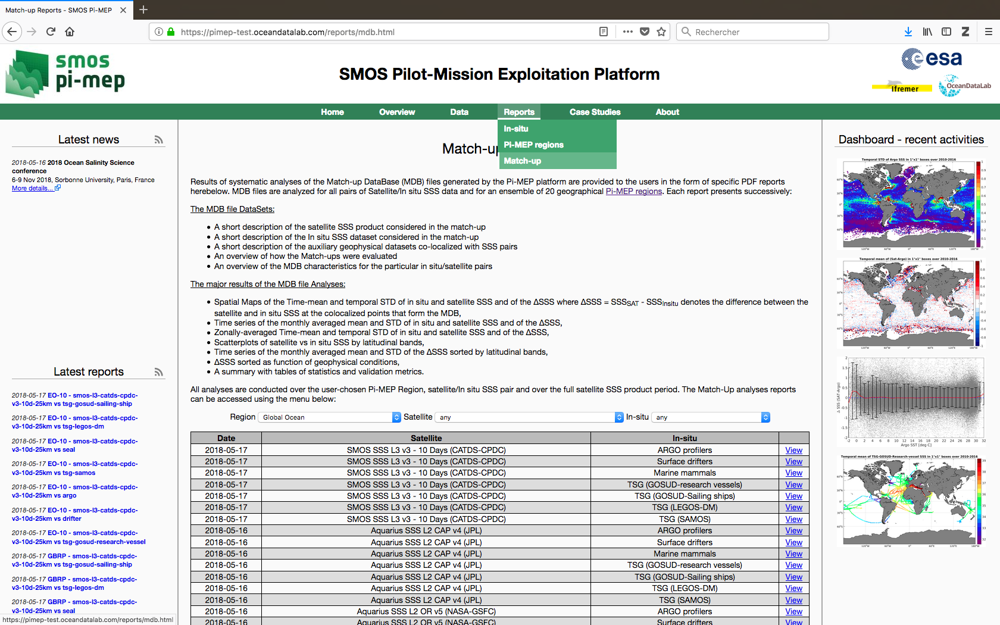 Match-up Reports - SMOS Pi-MEP
https://pimep-test.oceandatalab.com/reports/mdb.html
Rechercher
smos
pi-mep
SMOS Pilot-Mission Exploitation Platform
esa
Ifremer
OceanDataLab
Home Overview Data Reports Case Studies About
In-situ
Pi-MEP regions
Match-up
Latest news
2018-05-16 2018 Ocean Salinity Science
conference
6-9 Nov 2018, Sorbonne University, Paris, France
More details...
Latest reports
2018-05-17 EO-10 - smos-l3-catds-cpdc-
v3-10d-25km vs tsg-gosud-sailing-ship
2018-05-17 EO-10 - smos-l3-catds-cpdc-
v3-10d-25km vs tsg-legos-dm
2018-05-17 EO-10 - smos-l3-catds-cpdc-
v3-10d-25km vs seal
2018-05-17 EO-10 - smos-l3-catds-cpdc-
v3-10d-25km vs tsg-samos
2018-05-17 EO-10 - smos-l3-catds-cpdc-
v3-10d-25km vs argo
2018-05-17 EO-10 - smos-l3-catds-cpdc-
v3-10d-25km vs drifter
2018-05-17 EO-10 - smos-l3-catds-cpdc-
v3-10d-25km vs tsg-gosud-research-vessel
2018-05-17 GBRP - smos-l3-catds-cpdc-
v3-10d-25km vs tsg-gosud-sailing-ship
2018-05-17 GBRP - smos-l3-catds-cpdc-
v3-10d-25km vs tsg-legos-dm
2018-05-17 GBRP - smos-l3-catds-cpdc-
v3-10d-25km vs seal
https://pimep-test.oceandatalab.com/reports/mdb.html
Match-up
Results of systematic analyses of the Match-up DataBase (MDB) files generated by the Pi-MEP platform are provided to the users in the form of specific PDF reports
herebelow. MDB files are analyzed for all pairs of Satellite/In situ SSS data and for an ensemble of 20 geographical Pi-MEP regions. Each report presents successively:
The MDB file DataSets:
• A short description of the satellite SSS product considered in the match-up
• A short description of the In situ SSS dataset considered in the match-up
• A short description of the auxiliary geophysical datasets co-localized with SSS pairs
• An overview of how the Match-ups were evaluated
• An overview of the MDB characteristics for the particular in situ/satellite pairs
The major results of the MDB file Analyses:
• Spatial Maps of the Time-mean and temporal STD of in situ and satellite SSS and of the ΔSSS where ΔSSS = SSSSAT - SSSInsitu denotes the difference between the
satellite and in situ SSS at the colocalized points that form the MDB,
• Time series of the monthly averaged mean and STD of in situ and satellite SSS and of the ΔSSS,
• Zonally-averaged Time-mean and temporal STD of in situ and satellite SSS and of the ΔSSS,
• Scatterplots of satellite vs in situ SSS by latitudinal bands,
• Time series of the monthly averaged mean and STD of the ΔSSS sorted by latitudinal bands,
• ΔSSS sorted as function of geophysical conditions,
• A summary with tables of statistics and validation metrics.
All analyses are conducted over the user-chosen Pi-MEP Region, satellite/In situ SSS pair and over the full satellite SSS product period. The Match-Up analyses reports
can be accessed using the menu below:
Region Global Ocean Satellite any In-situ any
Date Satellite In-situ
2018-05-17 SMOS SSS L3 v3 - 10 Days (CATDS-CPDC) ARGO profilers View
2018-05-17 SMOS SSS L3 v3 - 10 Days (CATDS-CPDC) Surface drifters View
2018-05-17 SMOS SSS L3 v3 - 10 Days (CATDS-CPDC) Marine mammals View
2018-05-17 SMOS SSS L3 v3 - 10 Days (CATDS-CPDC) TSG (GOSUD-research vessels) View
2018-05-17 SMOS SSS L3 v3 - 10 Days (CATDS-CPDC) TSG (GOSUD-Sailing ships) View
2018-05-17 SMOS SSS L3 v3 - 10 Days (CATDS-CPDC) TSG (LEGOS-DM) View
2018-05-17 SMOS SSS L3 v3 - 10 Days (CATDS-CPDC) TSG (SAMOS) View
2018-05-16 Aquarius SSS L2 CAP v4 (JPL) ARGO profilers View
2018-05-16 Aquarius SSS L2 CAP v4 (JPL) Surface drifters View
2018-05-16 Aquarius SSS L2 CAP v4 (JPL) Marine mammals View
2018-05-16 Aquarius SSS L2 CAP v4 (JPL) TSG (GOSUD-research vessels) View
2018-05-16 Aquarius SSS L2 CAP v4 (JPL) TSG (GOSUD-Sailing ships) View
2018-05-16 Aquarius SSS L2 CAP v4 (JPL) TSG (LEGOS-DM) View
2018-05-16 Aquarius SSS L2 CAP v4 (JPL) TSG (SAMOS) View
2018-05-16 Aquarius SSS L2 OR v5 (NASA-GSFC) ARGO profilers View
2018-05-16 Aquarius SSS L2 OR v5 (NASA-GSFC) Surface drifters View
Dashboard - recent activities
Temporal STD of Argo SSS in 1°x1° boxes over 2010-2016
Temporal mean of (Sat-Argo) in 1°x1° boxes over 2010-2016
Δ SSS (SAT-Argo)
-2 0 2 4 6 8 10 12 14 16 18 20 22 24 26 28 30 32
Argo SST [deg C]
Temporal mean of TSG-GOSUD-Research-vessel SSS in 1°x1° boxes over 2010-2016